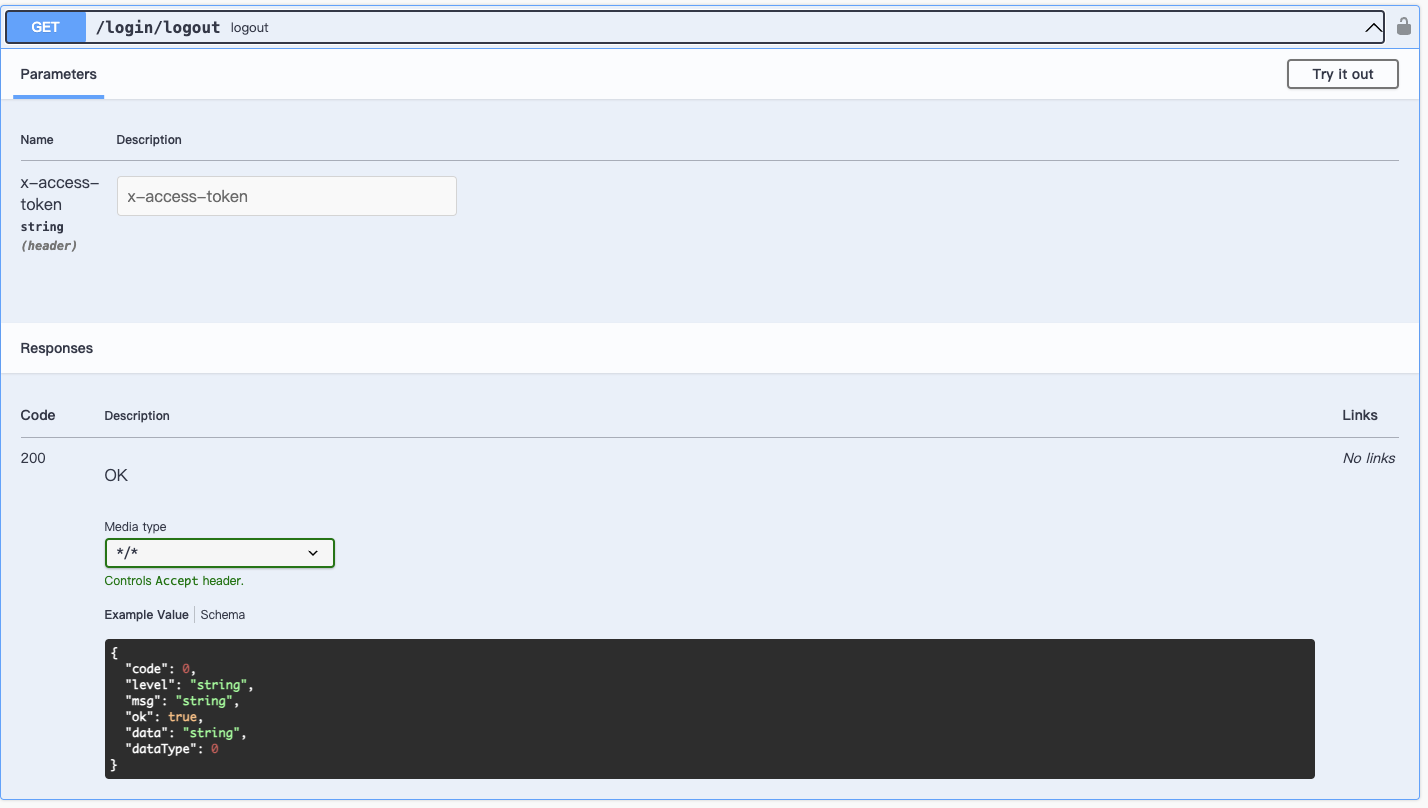 GET /login/logout logout
Parameters
Try it out
Name Description
x-access-
token
string
(header)
x-access-token
Responses
Code Description Links
200
OK
No links
Media type
*/*
Controls Accept header.
Example Value Schema
{
  "code": 0,
  "level": "string",
  "msg": "string",
  "ok": true,
  "data": "string",
  "dataType": 0
}